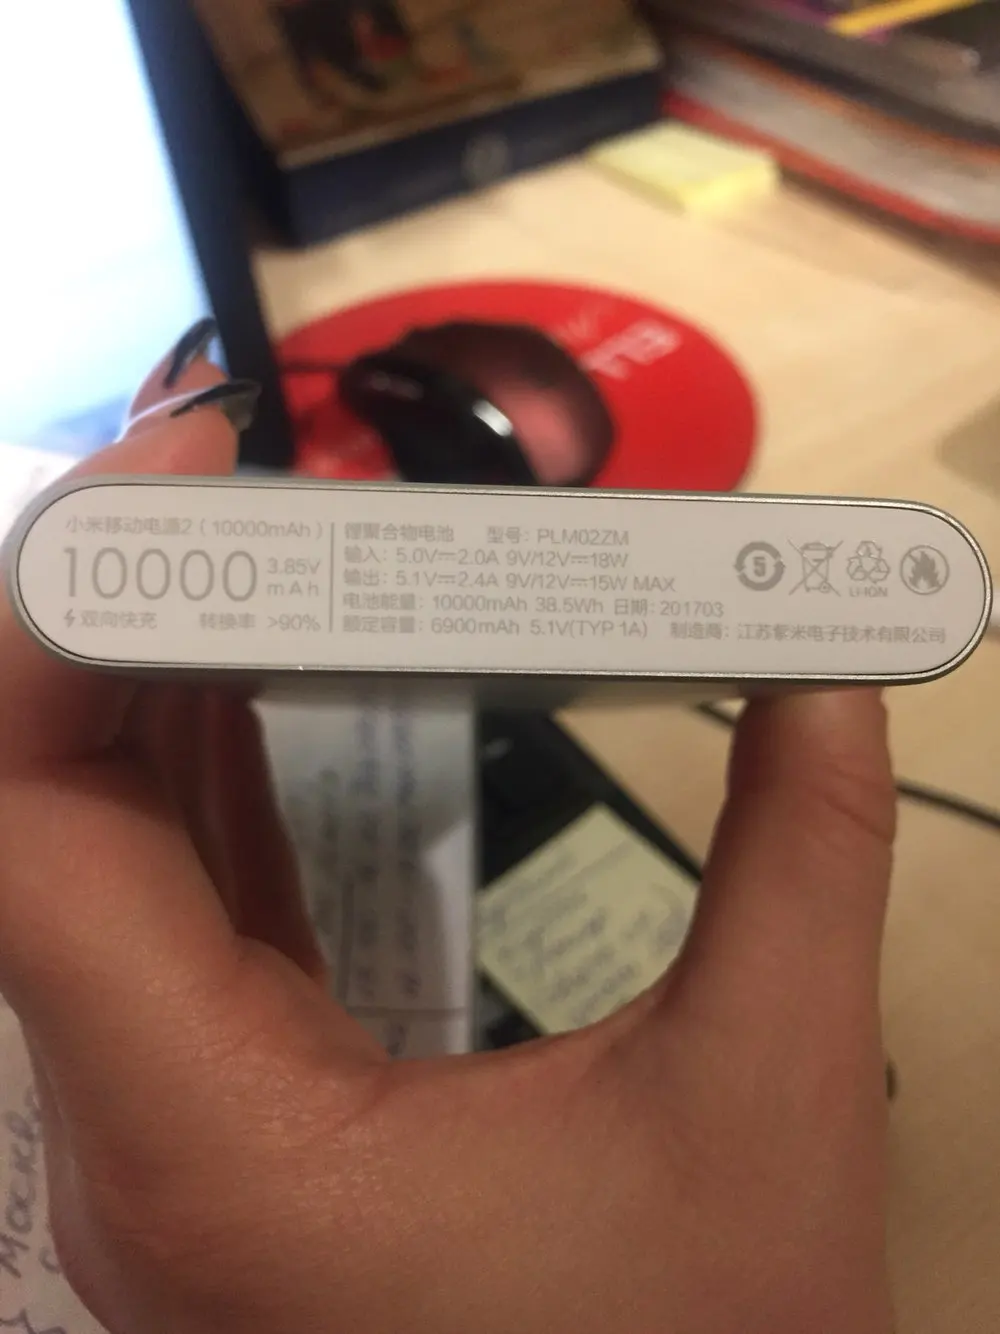 小米移动电源2 ( 10000mAh )
10000 3.85V mAh
双向快充 转换率 >90%
锂聚合物电池 型号: PLM02ZM
输入: 5.0V⎓2.0A 9V/12V⎓18W
输出: 5.1V⎓2.4A 9V/12V⎓15W MAX
电池能量: 10000mAh 38.5Wh 日期: 201703
额定容量: 6900mAh 5.1V(TYP 1A) 制造商: 江苏紫米电子技术有限公司
5
LI-ION